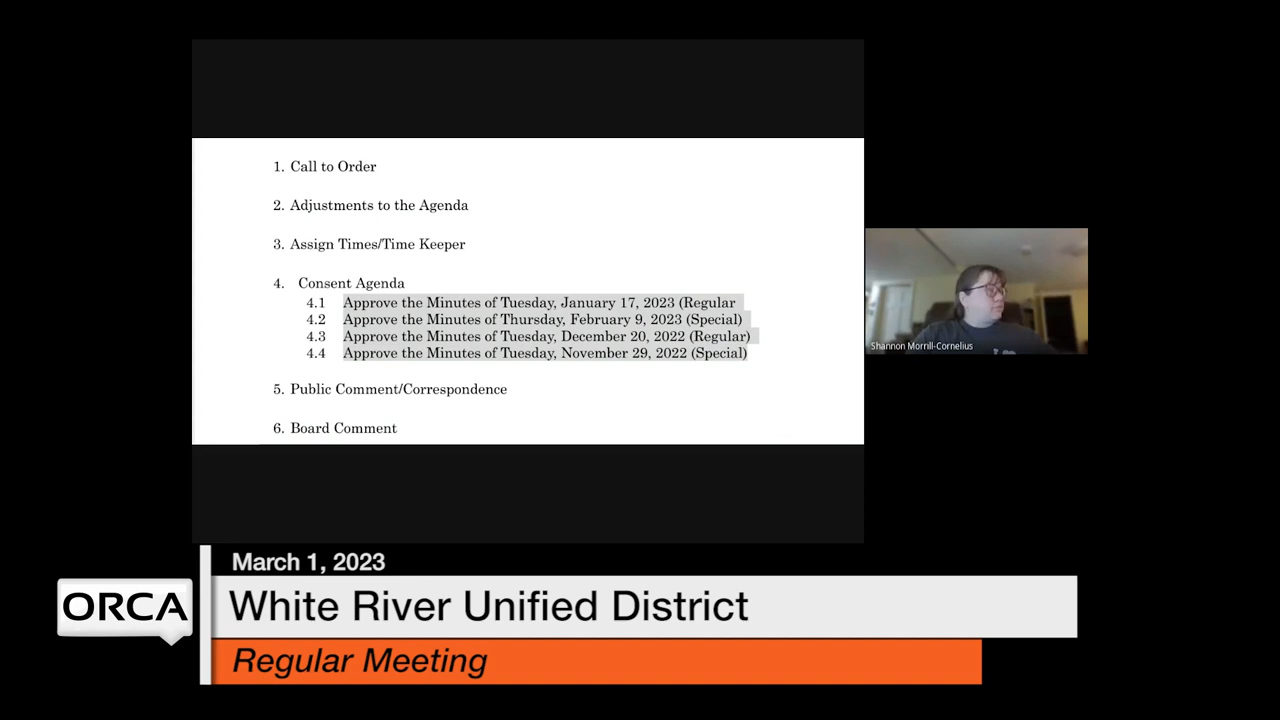 1. Call to Order
2. Adjustments to the Agenda
3. Assign Times/Time Keeper
4. Consent Agenda
4.1 Approve the Minutes of Tuesday, January 17, 2023 (Regular
4.2 Approve the Minutes of Thursday, February 9, 2023 (Special)
4.3 Approve the Minutes of Tuesday, December 20, 2022 (Regular)
4.4 Approve the Minutes of Tuesday, November 29, 2022 (Special)
5. Public Comment/Correspondence
6. Board Comment
Shannon Morrill-Cornelius
March 1, 2023
ORCA
White River Unified District
Regular Meeting